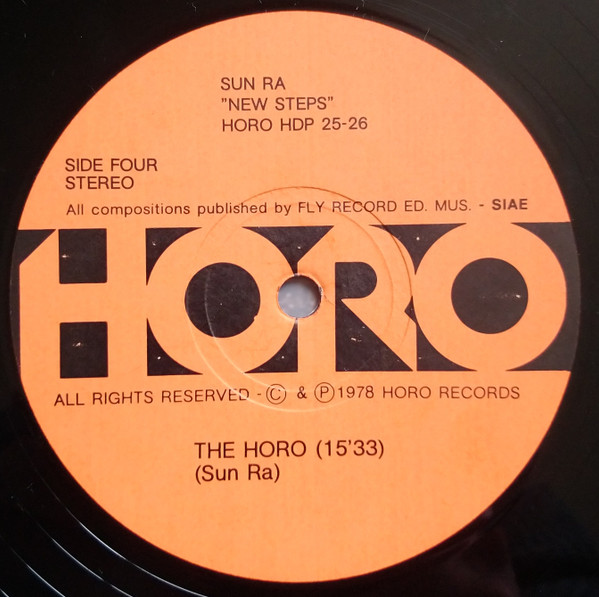 SUN RA
"NEW STEPS"
HORO HDP 25-26
SIDE FOUR
STEREO
All compositions published by FLY RECORD ED. MUS. - SIAE
HORO
ALL RIGHTS RESERVED - © & ℗ 1978 HORO RECORDS
THE HORO (15'33)
(Sun Ra)